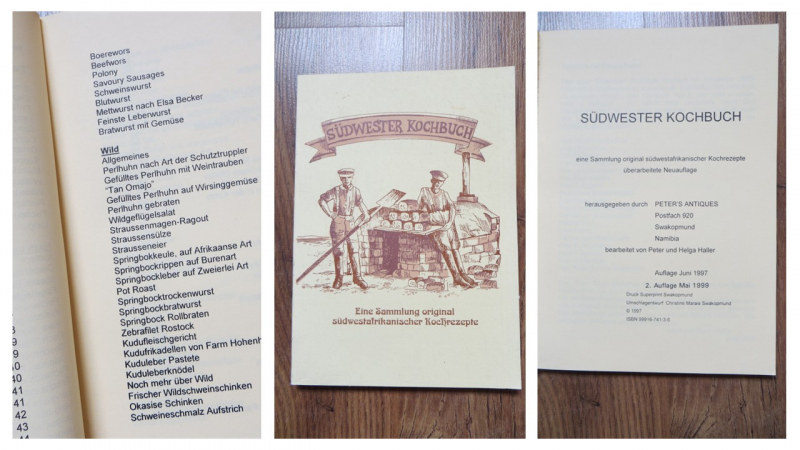 Boerewors
Beefwors
Polony
Savoury Sausages
Schweinswurst
Blutwurst
Mettwurst nach Elsa Becker
Feinste Leberwurst
Bratwurst mit Gemüse
Wild
Allgemeines
Perlhuhn nach Art der Schutztruppler
Gefülltes Perlhuhn mit Weintrauben
"Tan Omajo"
Gefülltes Perlhuhn auf Wirsinggemüse
Perlhuhn gebraten
Wildgeflügelsalat
Straussenmagen-Ragout
Straussensülze
Strausseneier
Springbokkeule, auf Afrikaanse Art
Springbockrippen auf Burenart
Springbockleber auf Zweierlei Art
Pot Roast
Springbocktrockenwurst
Springbockbratwurst
Springbock Rollbraten
Zebrafilet Rostock
Kudufleischgericht
Kudufrikadellen von Farm Hohenh
Kuduleber Pastete
Kuduleberknödel
Noch mehr über Wild
Frischer Wildschweinschinken
Okasise Schinken
Schweineschmalz Aufstrich
8
9
9
10
40
41
41
42
43
SÜDWESTER KOCHBUCH
Eine Sammlung original
südwestafrikanischer Kochrezepte
SÜDWESTER KOCHBUCH
eine Sammlung original südwestafrikanischer Kochrezepte
überarbeitete Neuauflage
herausgegeben durch PETER'S ANTIQUES
Postfach 920
Swakopmund
Namibia
bearbeitet von Peter und Helga Haller
Auflage Juni 1997
2. Auflage Mai 1999
Druck Superprint Swakopmund
Umschlagentwurf Christine Marais Swakopmund
© 1997